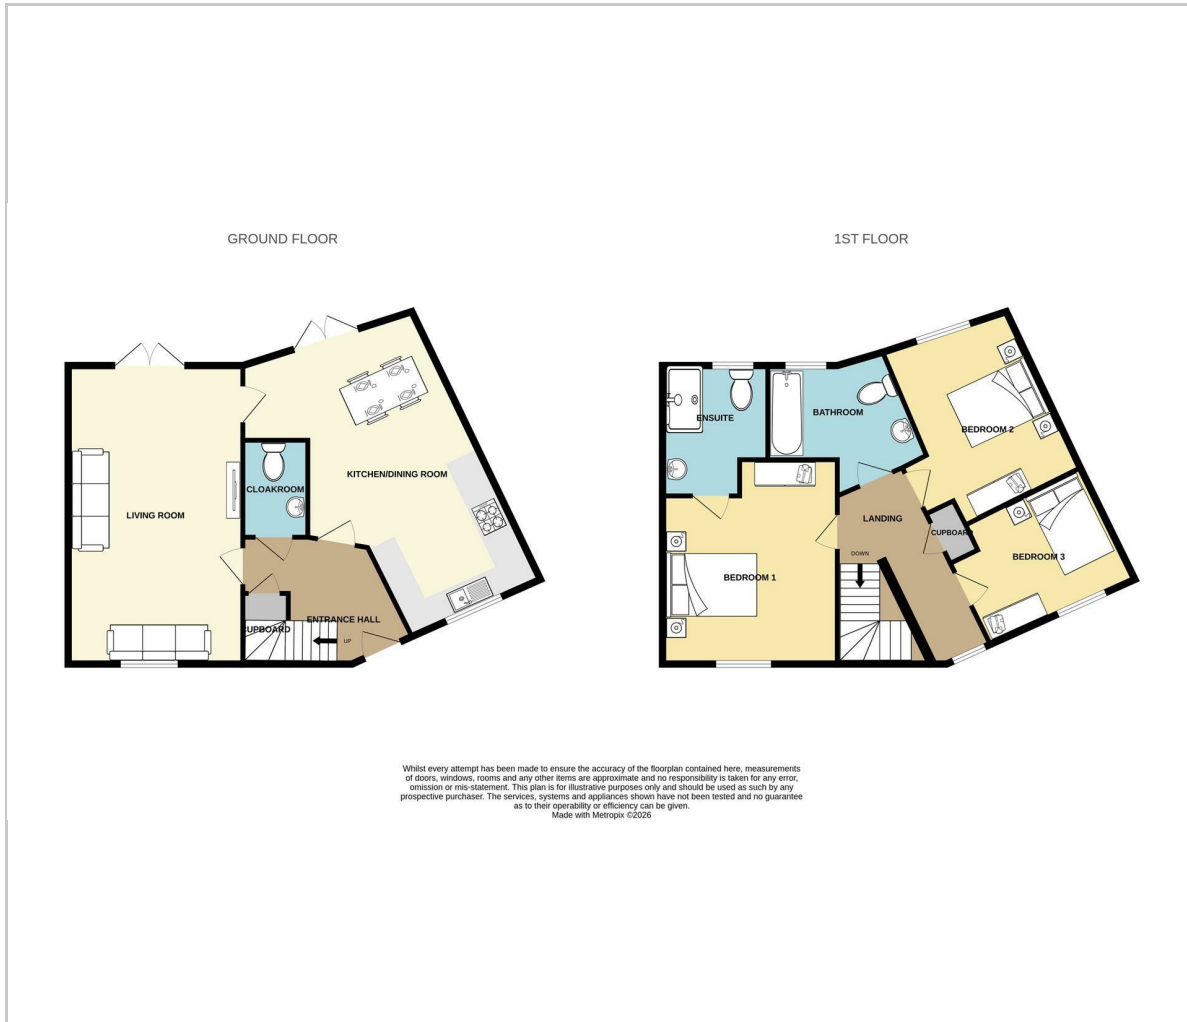 GROUND FLOOR
1ST FLOOR
LIVING ROOM
CLOAKROOM
KITCHEN/DINING ROOM
CUPBOARD
ENTRANCE HALL
UP
ENSUITE
BATHROOM
BEDROOM 2
LANDING
CUPBOARD
BEDROOM 3
DOWN
BEDROOM 1
Whilst every attempt has been made to ensure the accuracy of the floorplan contained here, measurements
of doors, windows, rooms and any other items are approximate and no responsibility is taken for any error,
omission or mis-statement. This plan is for illustrative purposes only and should be used as such by any
prospective purchaser. The services, systems and appliances shown have not been tested and no guarantee
as to their operability or efficiency can be given.
Made with Metropix ©2026